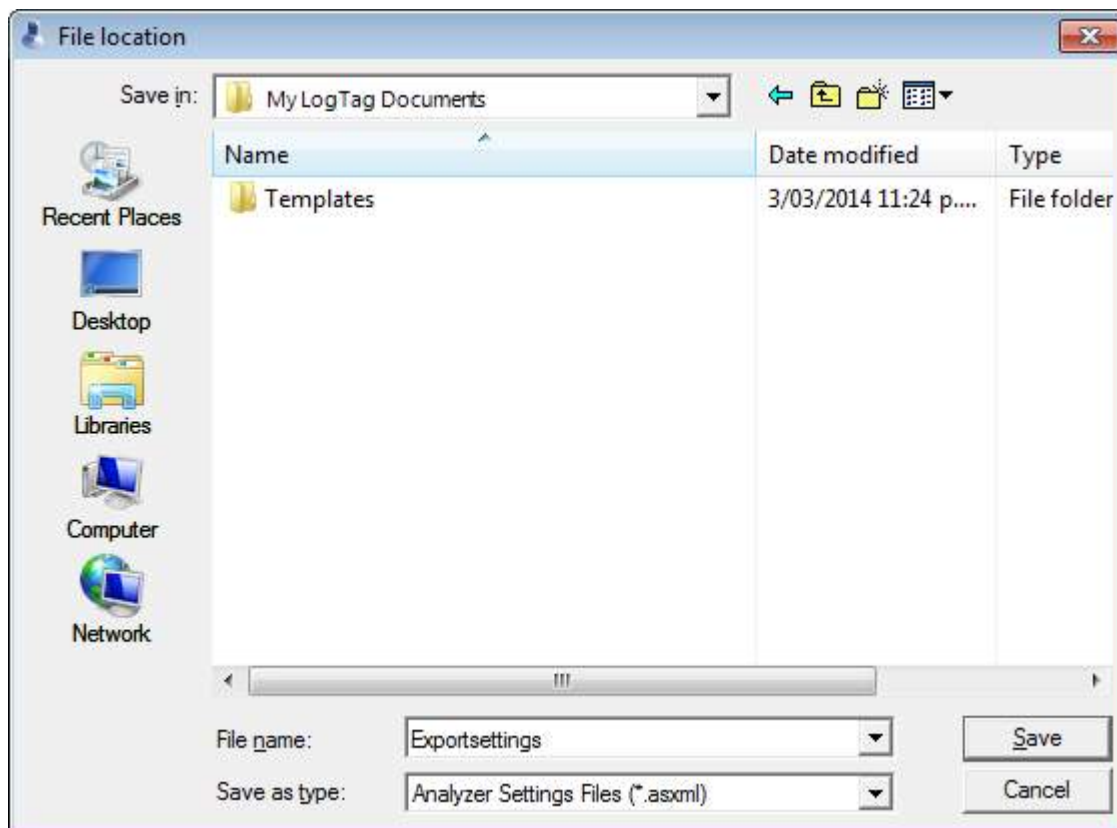 File location
Save in:
My LogTag Documents
Name
Date modified
Type
Templates
3/03/2014 11:24 p....
File folder
Recent Places
Desktop
Libraries
Computer
Network
File name:
Exportsettings
Save
Save as type:
Analyzer Settings Files (*.asxml)
Cancel